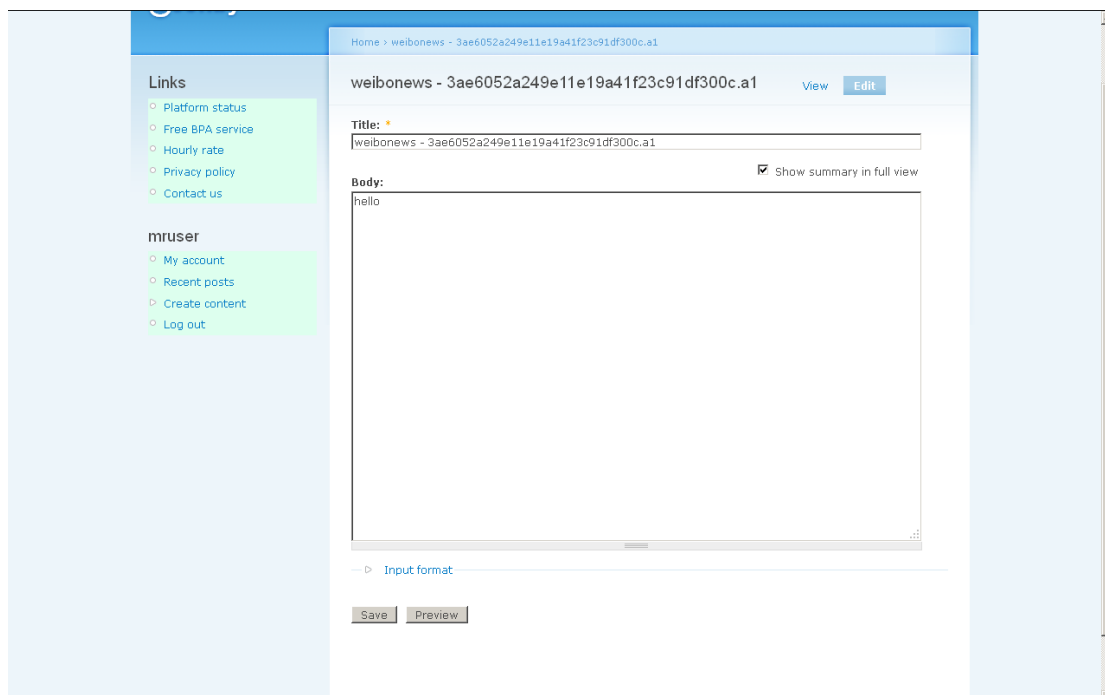 Home › weibonews - 3ae6052a249e11e19a41f23c91df300c.a1
Links
Platform status
Free BPA service
Hourly rate
Privacy policy
Contact us
mruser
My account
Recent posts
Create content
Log out
weibonews - 3ae6052a249e11e19a41f23c91df300c.a1
View Edit
Title: *
weibonews - 3ae6052a249e11e19a41f23c91df300c.a1
Show summary in full view
Body:
hello
Input format
Save Preview